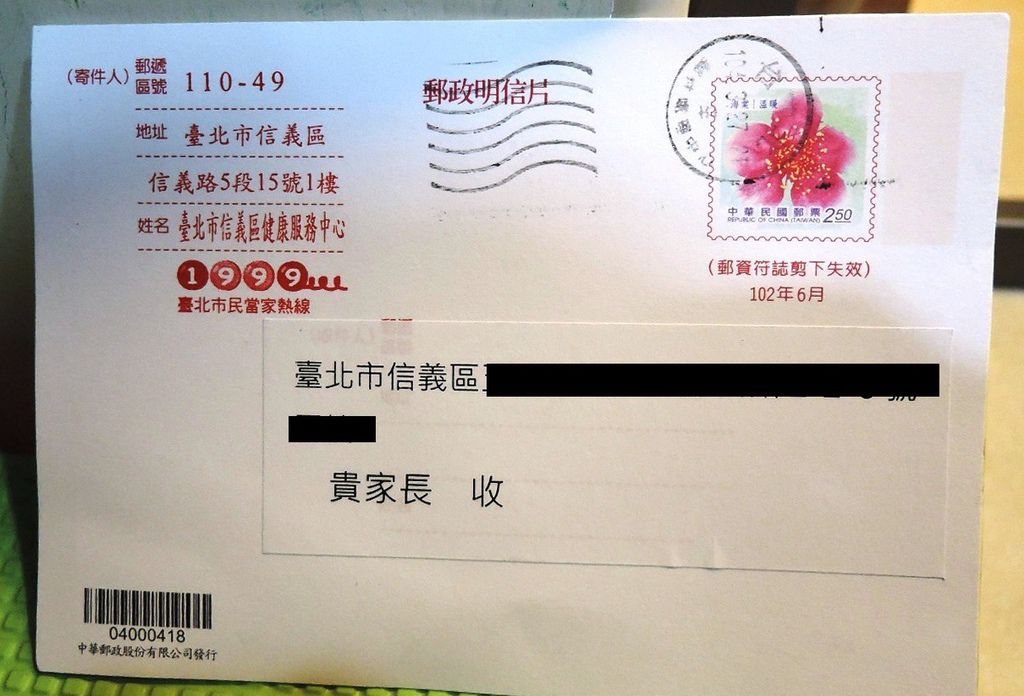 (寄件人) 郵遞區號 110-49
地址 臺北市信義區
信義路5段15號1樓
姓名 臺北市信義區健康服務中心
1999
臺北市民當家熱線
郵政明信片
海棠｜溫暖
中華民國郵票
REPUBLIC OF CHINA (TAIWAN) 2.50
(郵資符誌剪下失效)
102年6月
臺北市信義區
貴家長 收
04000418
中華郵政股份有限公司發行